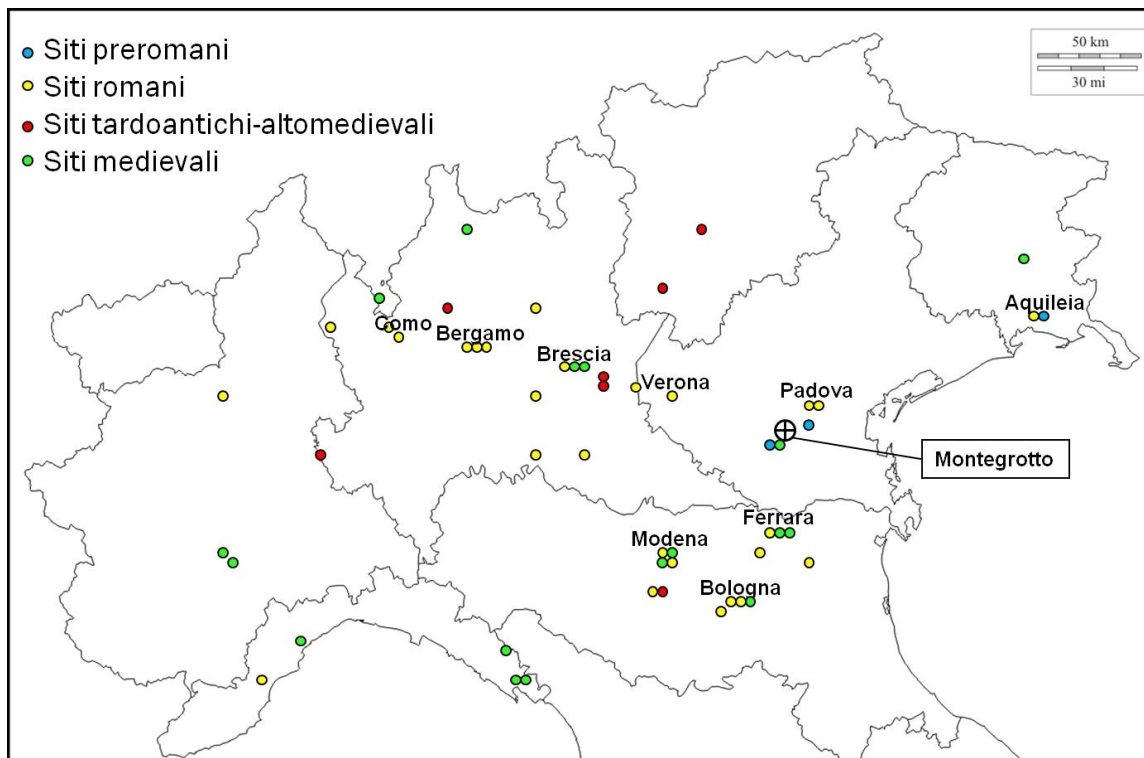 Siti preromani
Siti romani
Siti tardoantichi-altomedievali
Siti medievali
50 km
30 mi
Aquileia
Como
Bergamo
Brescia
Verona
Padova
Montegrotto
Ferrara
Modena
Bologna